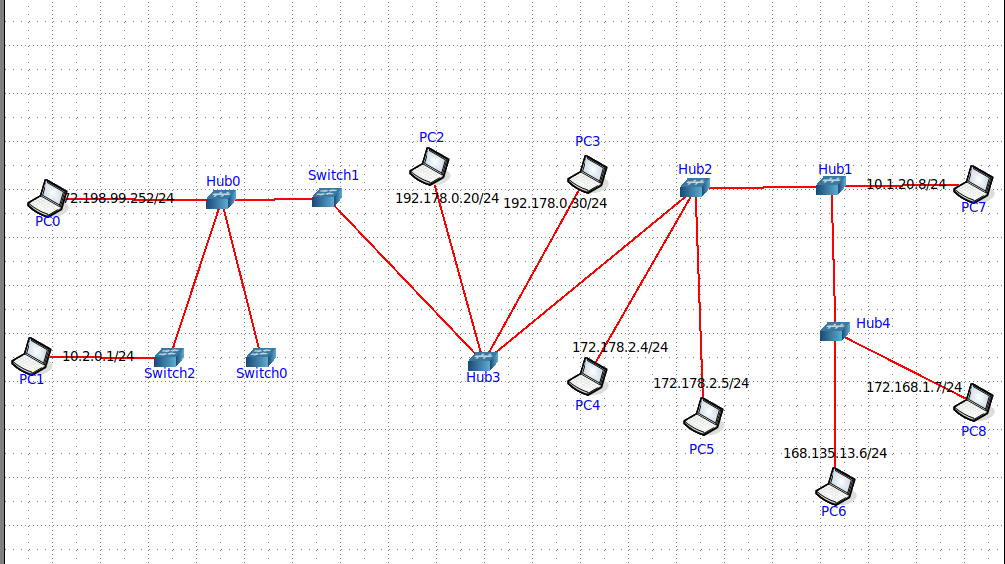 PC2
PC3
Hub2
Hub1
Switch1
Hub0
2.198.99.252/24
192.178.0.20/24
192.178.0.30/24
10.1.20.8/24
PC0
PC7
Hub4
172.178.2.4/24
10.2.0.1/24
Switch2
Switch0
Hub3
PC1
172.178.2.5/24
172.168.1.7/24
PC4
PC8
PC5
168.135.13.6/24
PC6